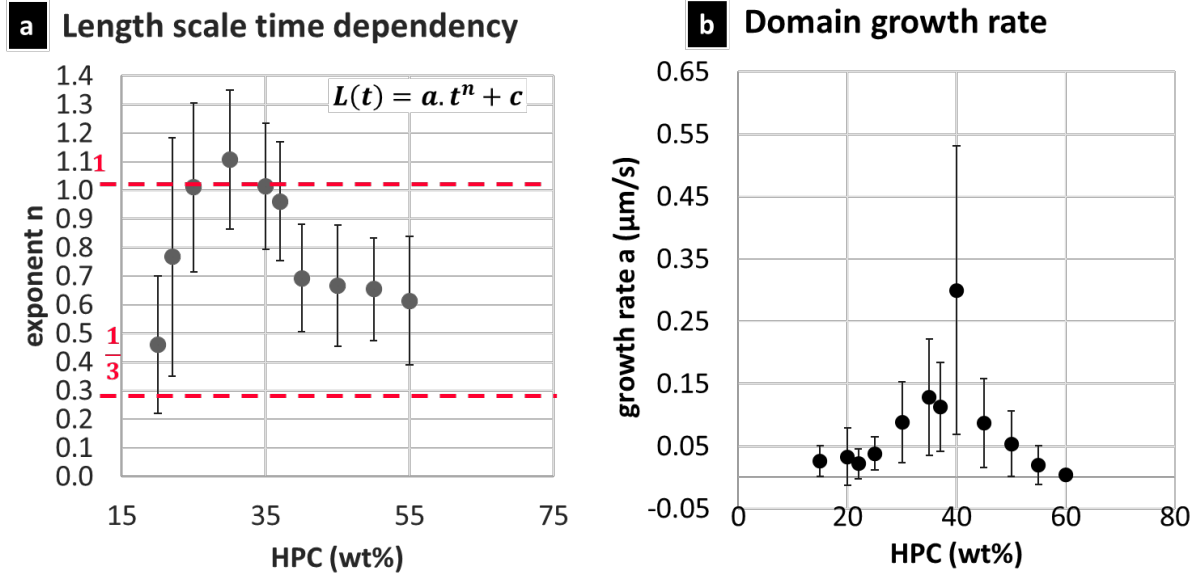 a Length scale time dependency
L(t) = a.tⁿ + c
1.4
1.3
1.2
1.1
1.0
0.9
0.8
0.7
0.6
0.5
0.4
0.3
0.2
0.1
0.0
1
1
3
exponent n
15 35 55 75
HPC (wt%)
b Domain growth rate
0.65
0.55
0.45
0.35
0.25
0.15
0.05
-0.05
growth rate a (µm/s)
0 20 40 60 80
HPC (wt%)